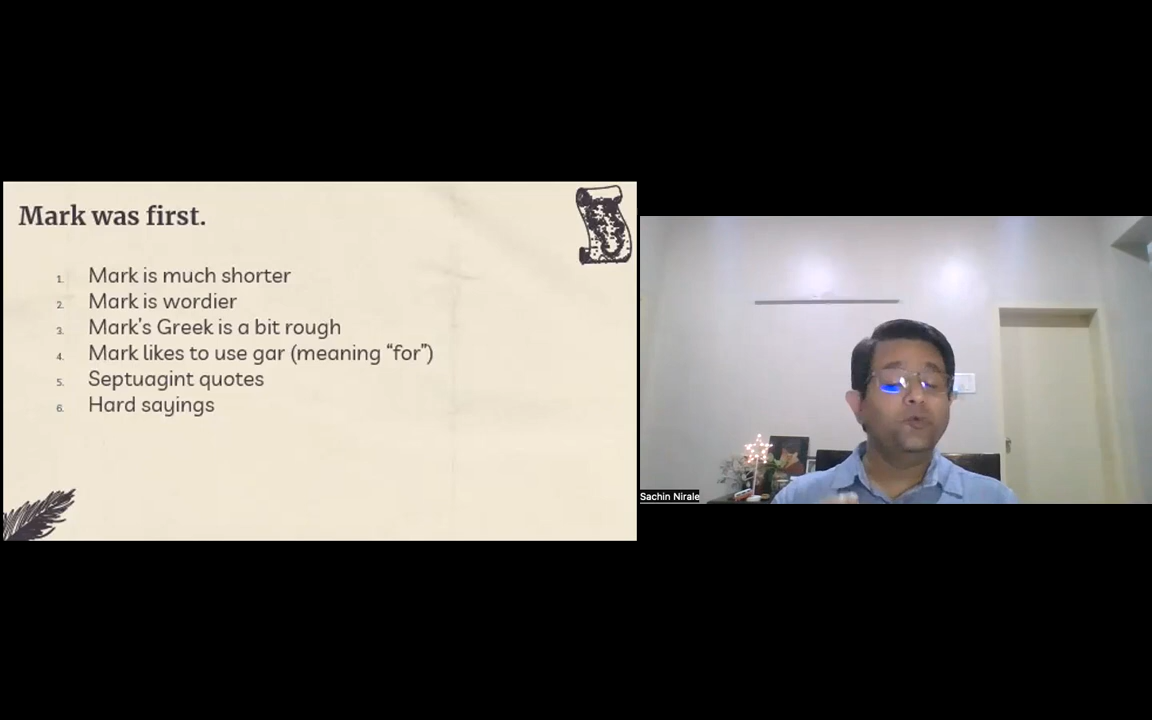 Mark was first.
1. Mark is much shorter
2. Mark is wordier
3. Mark's Greek is a bit rough
4. Mark likes to use gar (meaning “for”)
5. Septuagint quotes
6. Hard sayings
Sachin Nirale